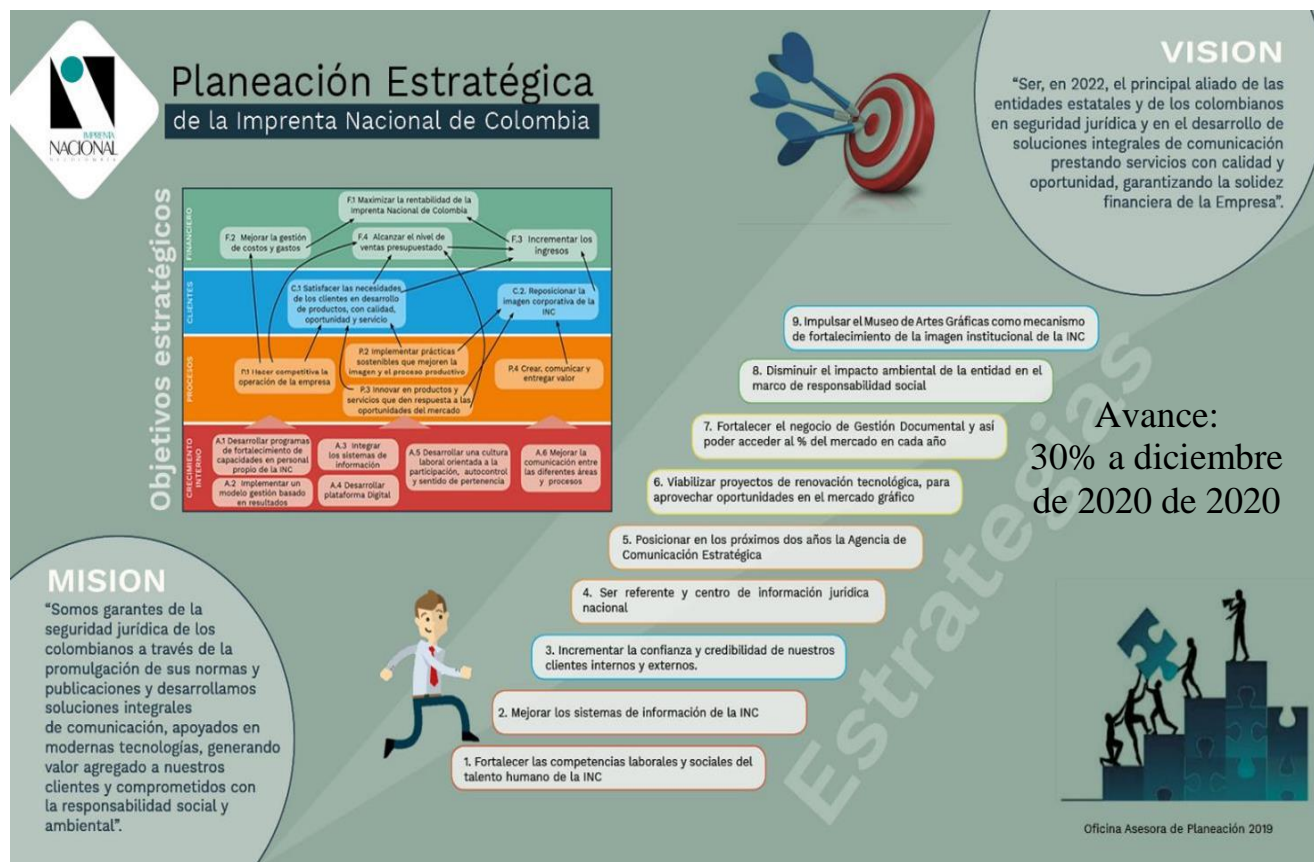 IMPRENTA
NACIONAL
DE COLOMBIA
Planeación Estratégica
de la Imprenta Nacional de Colombia
VISION
“Ser, en 2022, el principal aliado de las
entidades estatales y de los colombianos
en seguridad jurídica y en el desarrollo de
soluciones integrales de comunicación
prestando servicios con calidad y
oportunidad, garantizando la solidez
financiera de la Empresa”.
Objetivos estratégicos
FINANCIERO
F.1 Maximizar la rentabilidad de la
Imprenta Nacional de Colombia
F.2 Mejorar la gestión
de costos y gastos
F.4 Alcanzar el nivel de
ventas presupuestado
F.3 Incrementar los
ingresos
CLIENTES
C.1 Satisfacer las necesidades
de los clientes en desarrollo
de productos, con calidad,
oportunidad y servicio
C.2. Reposicionar la
imagen corporativa de la
INC
PROCESOS
P.1 Hacer competitiva la
operación de la empresa
P.2 Implementar prácticas
sostenibles que mejoren la
imagen y el proceso productivo
P.3 Innovar en productos y
servicios que den respuesta a las
oportunidades del mercado
P.4 Crear, comunicar y
entregar valor
CRECIMIENTO
INTERNO
A.1 Desarrollar programas
de fortalecimiento de
capacidades en personal
propio de la INC
A.2 Implementar un
modelo gestión basado
en resultados
A.3 Integrar
los sistemas de
información
A.4 Desarrollar
plataforma Digital
A.5 Desarrollar una cultura
laboral orientada a la
participación, autocontrol
y sentido de pertenencia
A.6 Mejorar la
comunicación entre
las diferentes áreas
y procesos
9. Impulsar el Museo de Artes Gráficas como mecanismo
de fortalecimiento de la imagen institucional de la INC
8. Disminuir el impacto ambiental de la entidad en el
marco de responsabilidad social
7. Fortalecer el negocio de Gestión Documental y así
poder acceder al % del mercado en cada año
6. Viabilizar proyectos de renovación tecnológica, para
aprovechar oportunidades en el mercado gráfico
5. Posicionar en los próximos dos años la Agencia de
Comunicación Estratégica
4. Ser referente y centro de información jurídica
nacional
3. Incrementar la confianza y credibilidad de nuestros
clientes internos y externos.
2. Mejorar los sistemas de información de la INC
1. Fortalecer las competencias laborales y sociales del
talento humano de la INC
Estrategias
Avance:
30% a diciembre
de 2020 de 2020
MISION
“Somos garantes de la
seguridad jurídica de los
colombianos a través de la
promulgación de sus normas y
publicaciones y desarrollamos
soluciones integrales
de comunicación, apoyados en
modernas tecnologías, generando
valor agregado a nuestros
clientes y comprometidos con
la responsabilidad social y
ambiental”.
Oficina Asesora de Planeación 2019